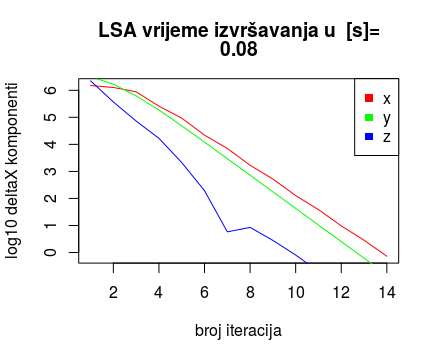 LSA vrijeme izvršavanja u  [s]=
0.08
log10 deltaX komponenti
6
5
4
3
2
1
0
x
y
z
2 4 6 8 10 12 14
broj iteracija